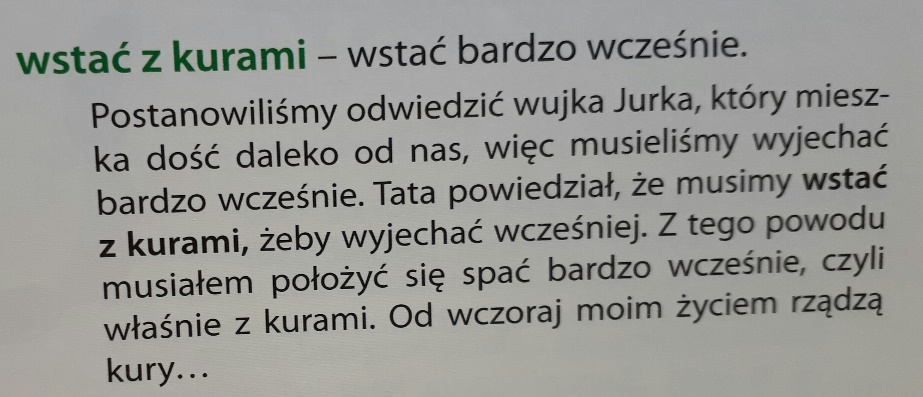 wstać z kurami – wstać bardzo wcześnie.
Postanowiliśmy odwiedzić wujka Jurka, który miesz-
ka dość daleko od nas, więc musieliśmy wyjechać
bardzo wcześnie. Tata powiedział, że musimy wstać
z kurami, żeby wyjechać wcześniej. Z tego powodu
musiałem położyć się spać bardzo wcześnie, czyli
właśnie z kurami. Od wczoraj moim życiem rządzą
kury…